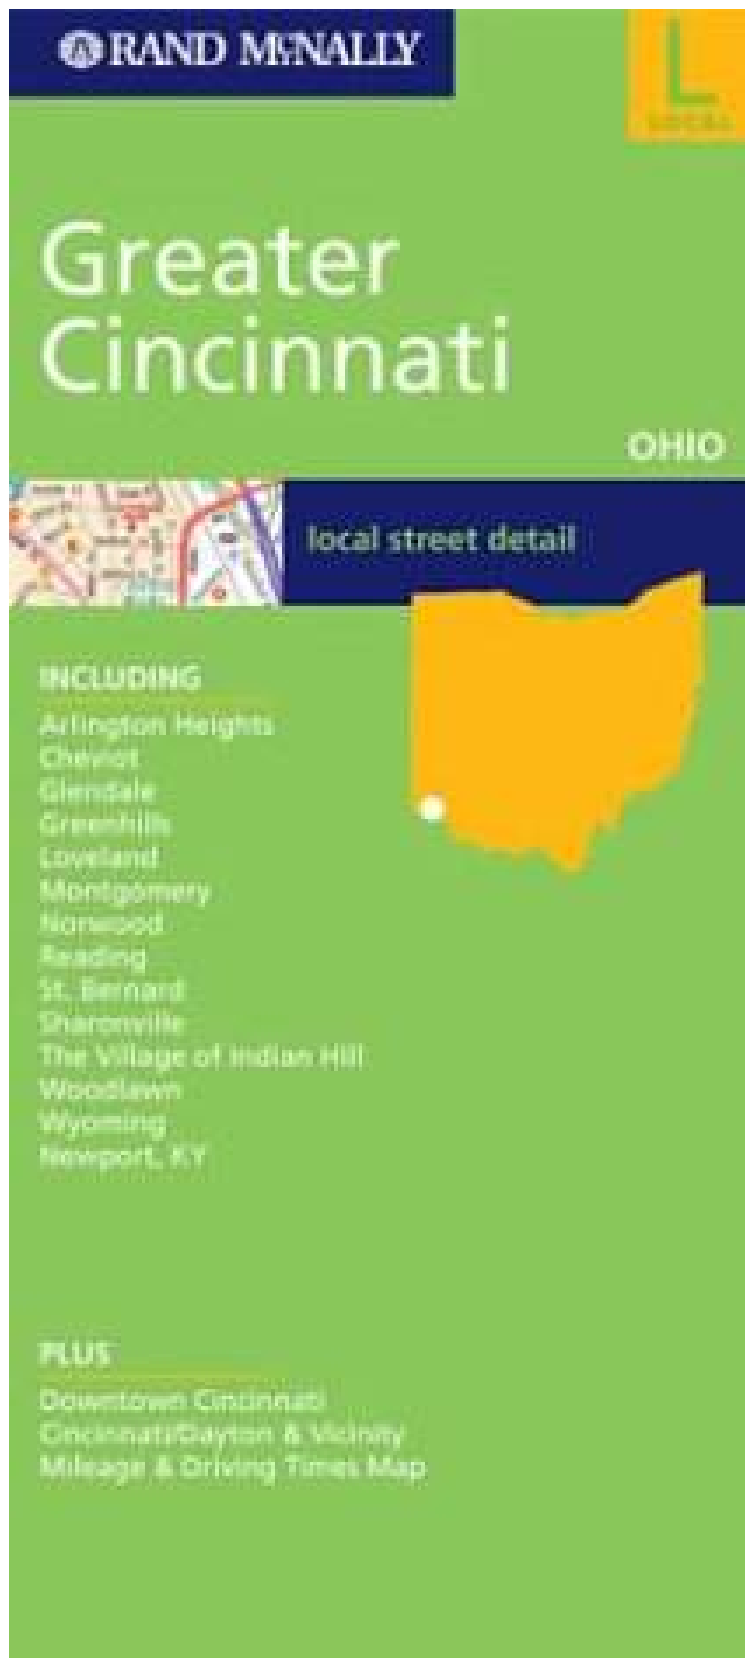 RAND McNALLY
L
LOCAL
Greater
Cincinnati
OHIO
local street detail
INCLUDING
Arlington Heights
Cheviot
Glendale
Greenhills
Loveland
Montgomery
Norwood
Reading
St. Bernard
Sharonville
The Village of Indian Hill
Woodlawn
Wyoming
Newport, KY
PLUS
Downtown Cincinnati
Cincinnati/Dayton & Vicinity
Mileage & Driving Times Map